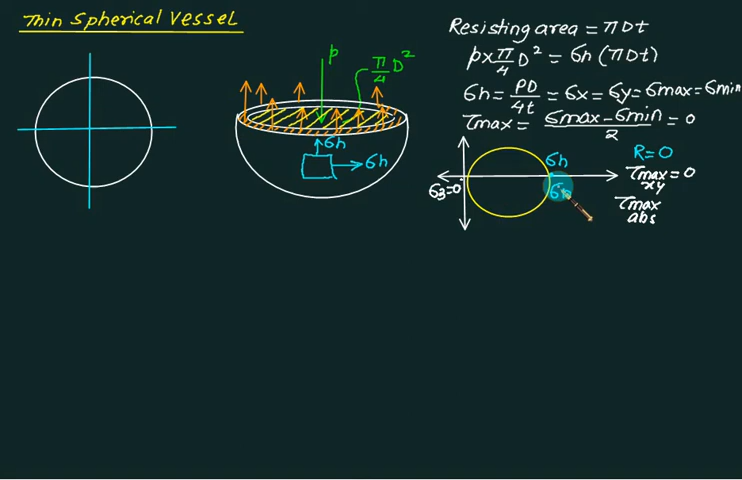 Thin Spherical Vessel
Resisting area = πDt
p × π/4 D² = σh (πDt)
σh = PD/4t = σx = σy = σmax = σmin
τmax = σmax - σmin / 2 = 0
p
π/4 D²
σh
σh
σh
R = 0
σ3 = 0
τmax xy = 0
τmax abs